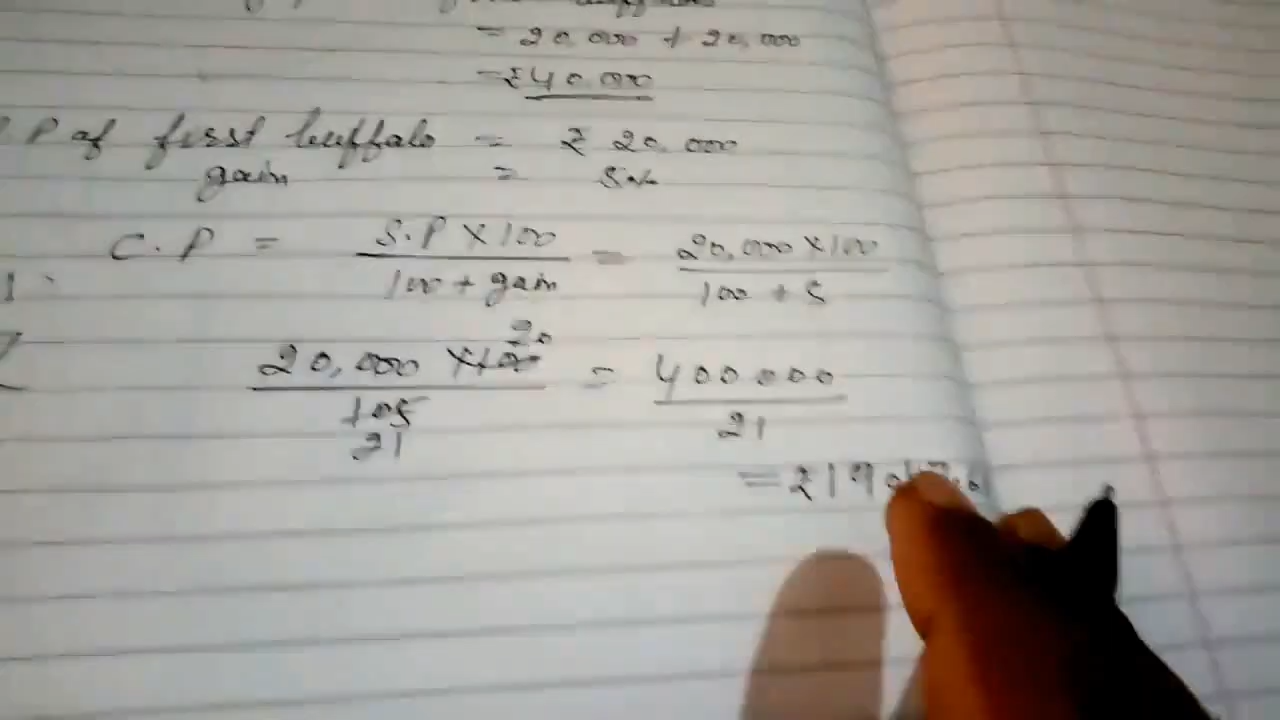 = 20,000 + 20,000
= ₹ 40,000
P of first buffalo = ₹ 20,000
gain = 5%
C.P = S.P × 100 / 100 + gain = 20,000 × 100 / 100 + 5
20
20,000 × 100 / 105 = 400000 / 21
21
= ₹ 19